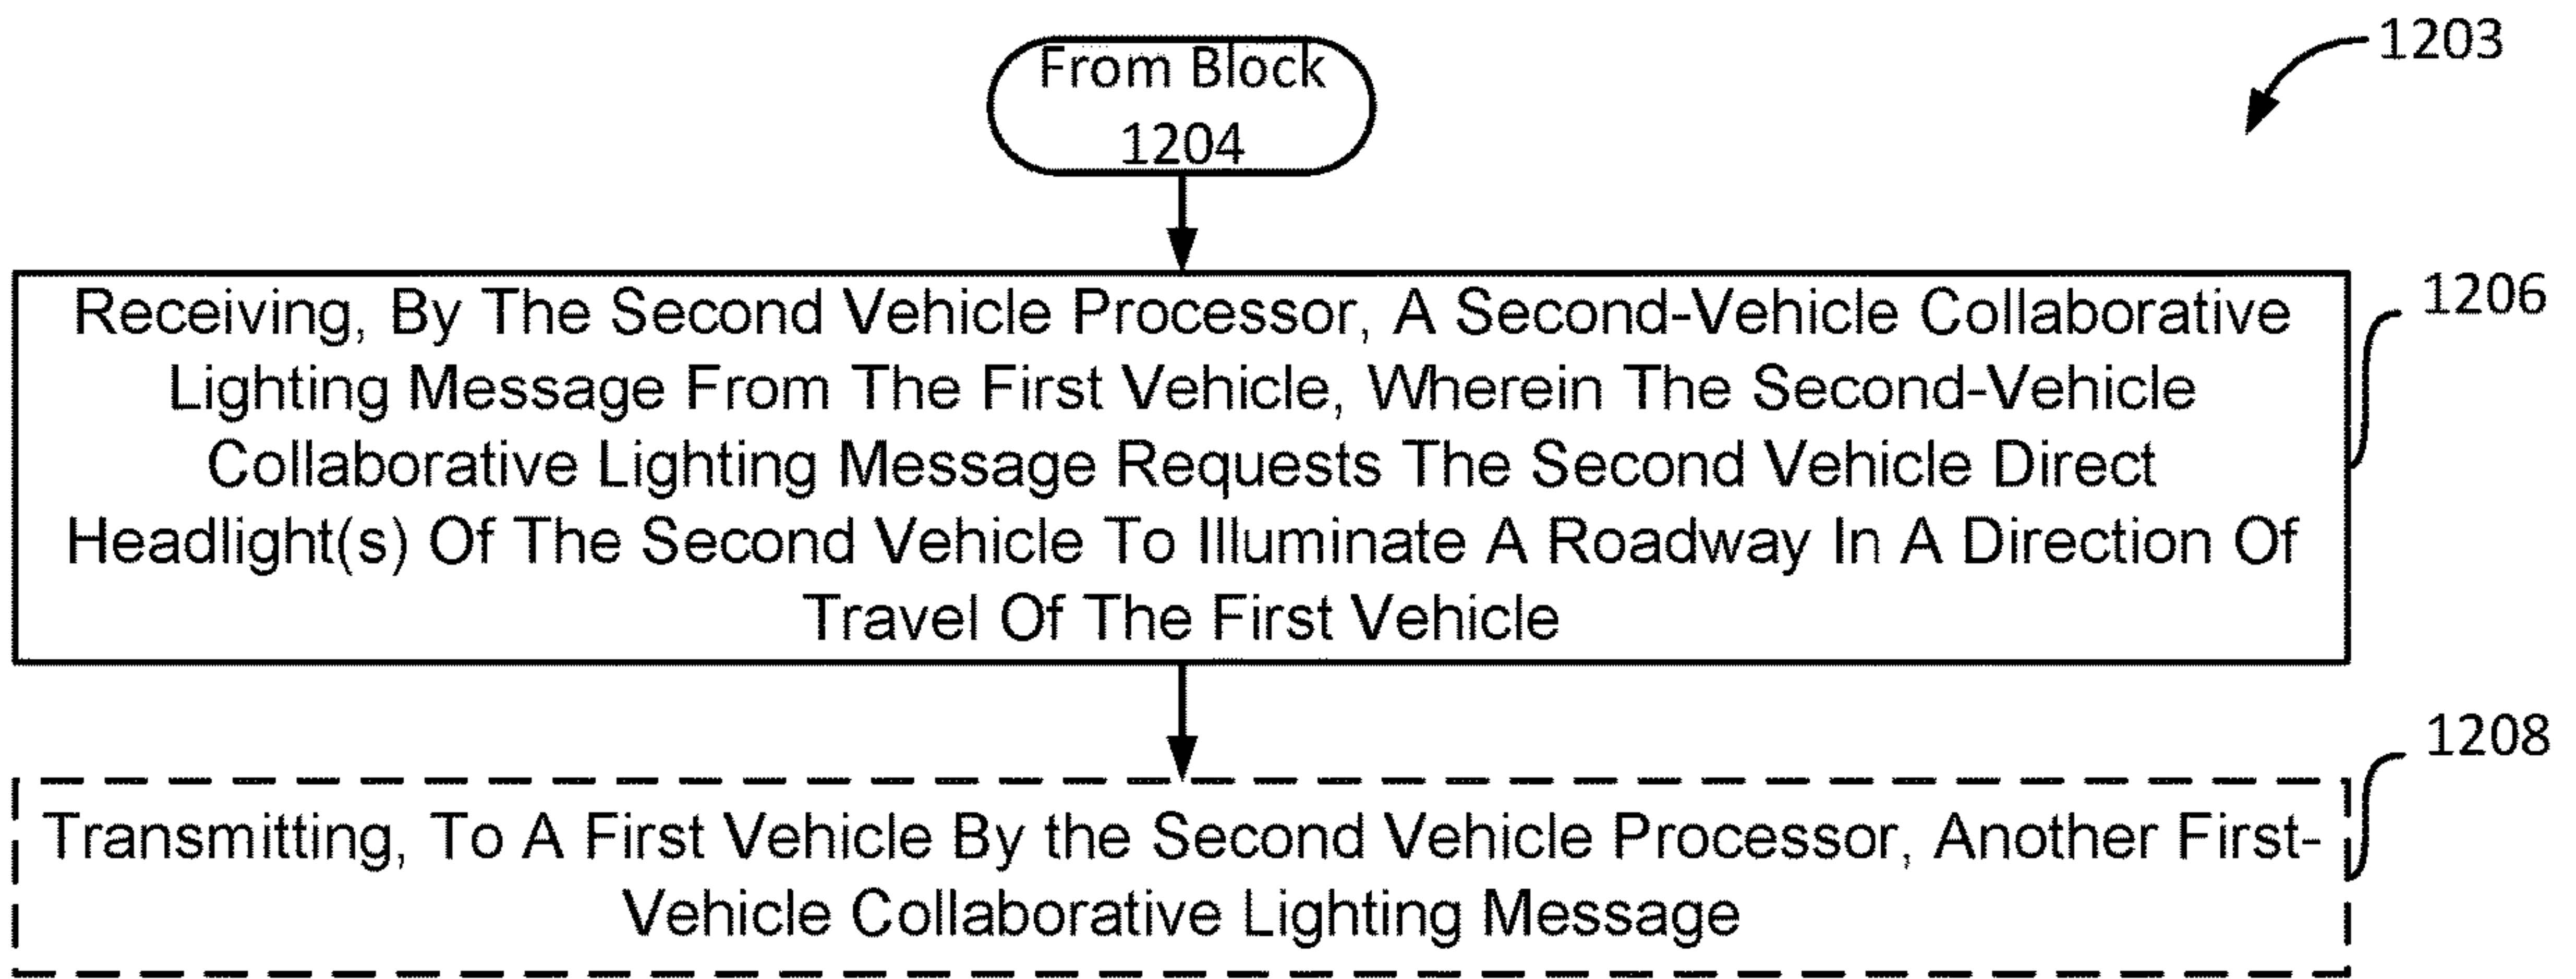 1203
From Block
1204
1206
Receiving, By The Second Vehicle Processor, A Second-Vehicle Collaborative
Lighting Message From The First Vehicle, Wherein The Second-Vehicle
Collaborative Lighting Message Requests The Second Vehicle Direct
Headlight(s) Of The Second Vehicle To Illuminate A Roadway In A Direction Of
Travel Of The First Vehicle
1208
Transmitting, To A First Vehicle By the Second Vehicle Processor, Another First-
Vehicle Collaborative Lighting Message